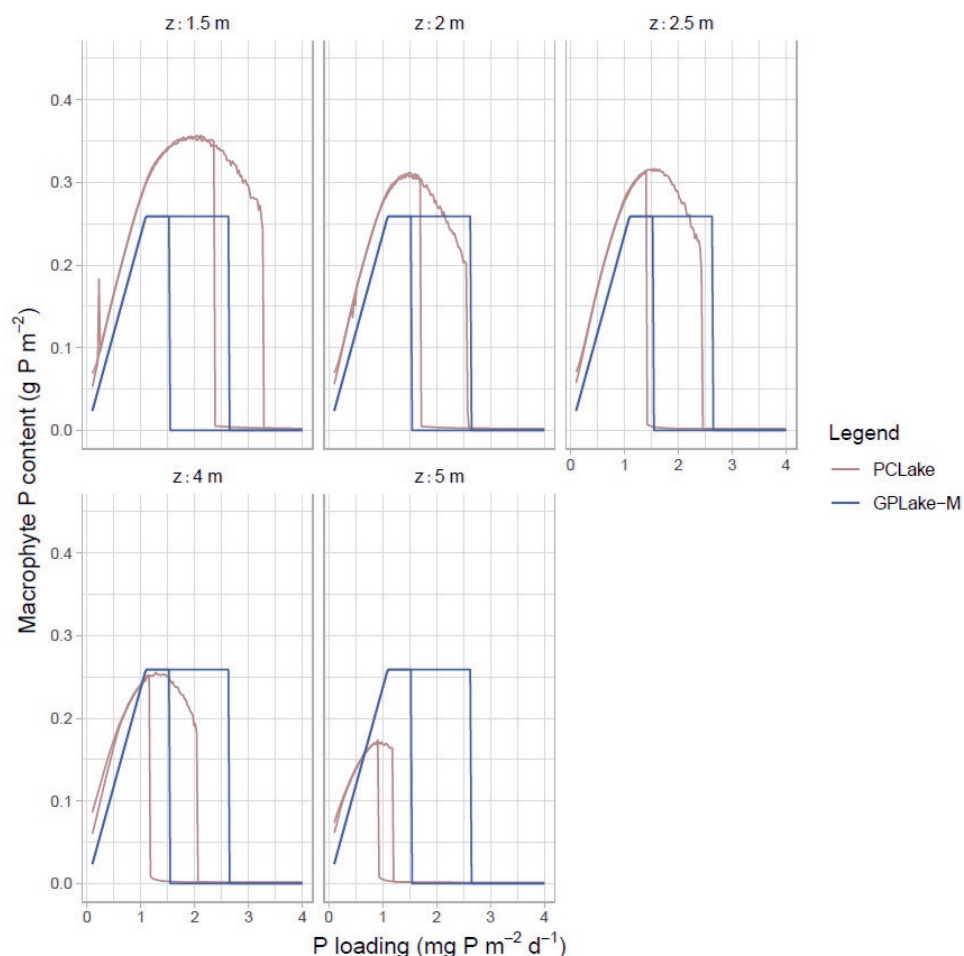 z : 1.5 m
z : 2 m
z : 2.5 m
0.4
0.3
0.2
0.1
0.0
0 1 2 3 4
Legend
PCLake
GPLake−M
Macrophyte P content (g P m−2)
z : 4 m
z : 5 m
0.4
0.3
0.2
0.1
0.0
0 1 2 3 4
0 1 2 3 4
P loading (mg P m−2 d−1)